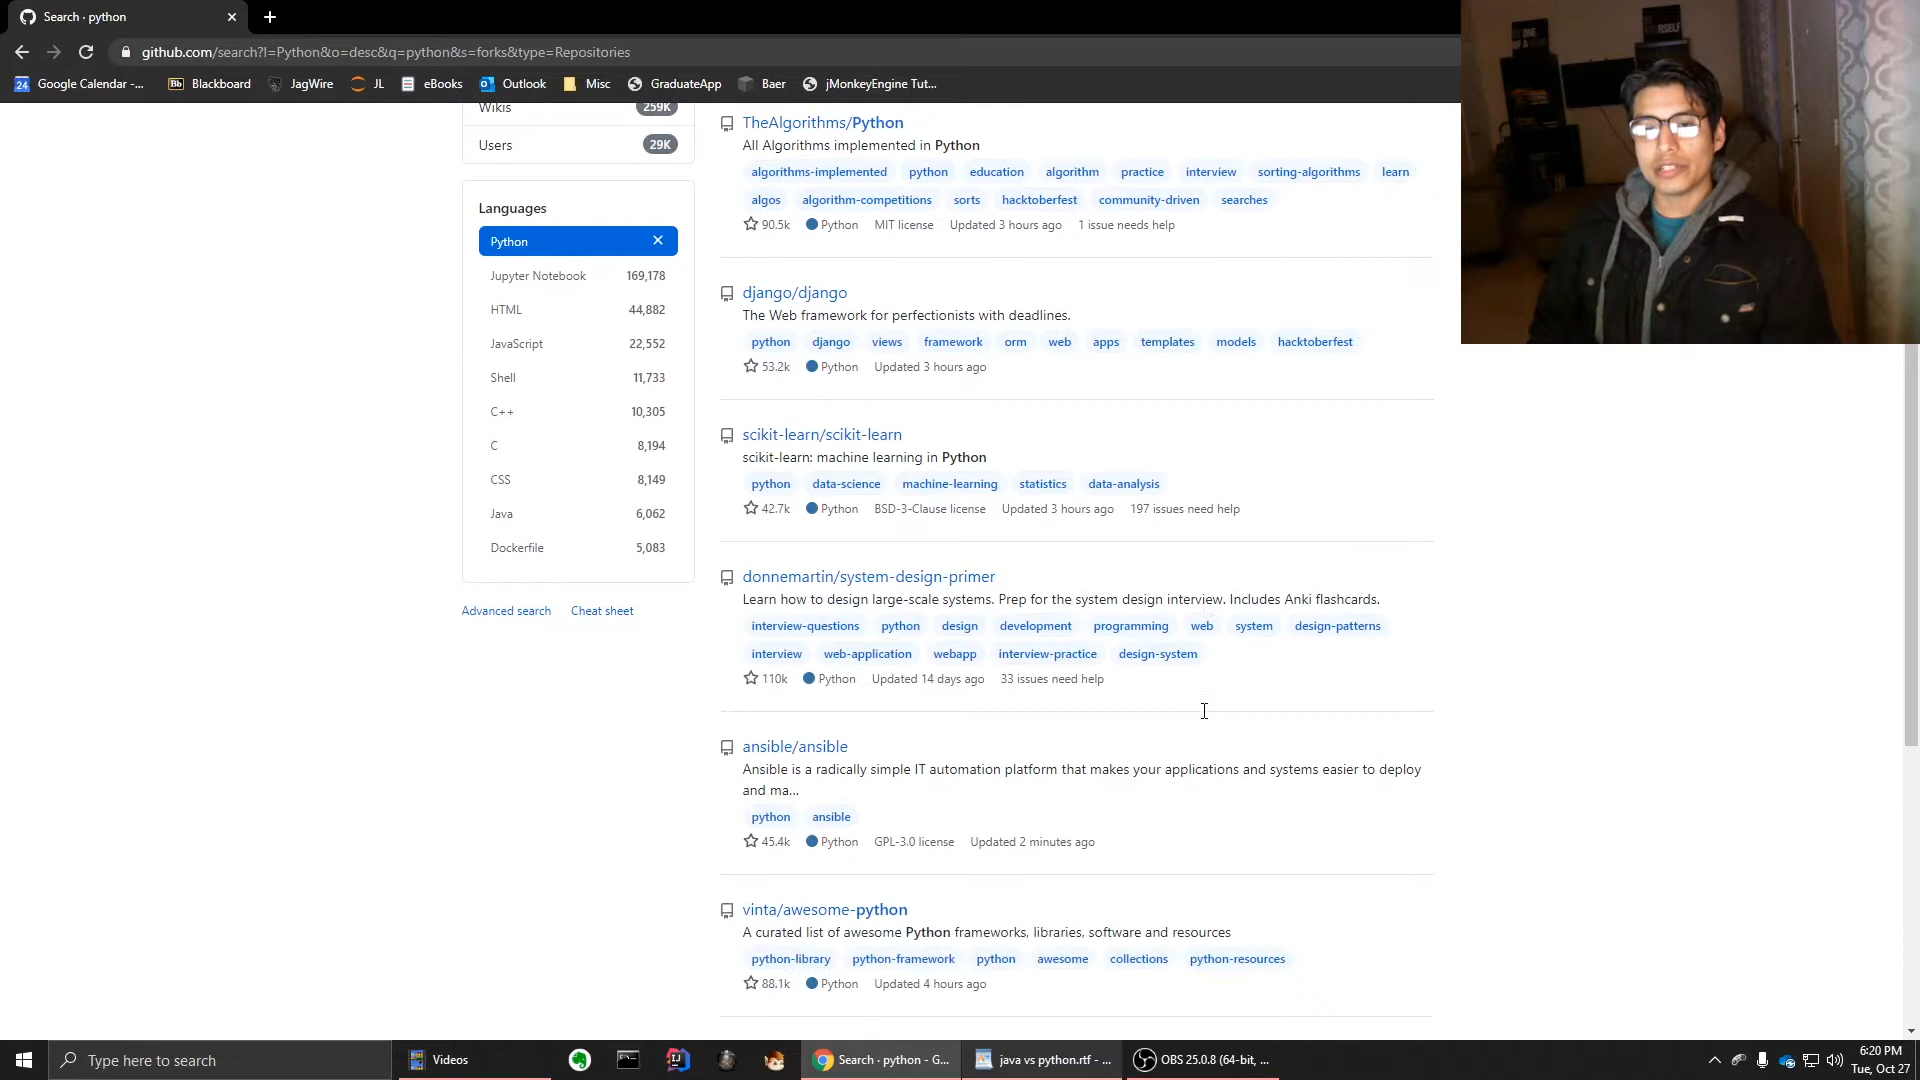 Search · python
github.com/search?l=Python&o=desc&q=python&s=forks&type=Repositories
24 Google Calendar -... Bb Blackboard JagWire JL eBooks Outlook Misc GraduateApp Baer jMonkeyEngine Tut...
Wikis 259K
Users 29K
Languages
Python
Jupyter Notebook 169,178
HTML 44,882
JavaScript 22,552
Shell 11,733
C++ 10,305
C 8,194
CSS 8,149
Java 6,062
Dockerfile 5,083
Advanced search Cheat sheet
TheAlgorithms/Python
All Algorithms implemented in Python
algorithms-implemented python education algorithm practice interview sorting-algorithms learn
algos algorithm-competitions sorts hacktoberfest community-driven searches
90.5k Python MIT license Updated 3 hours ago 1 issue needs help
django/django
The Web framework for perfectionists with deadlines.
python django views framework orm web apps templates models hacktoberfest
53.2k Python Updated 3 hours ago
scikit-learn/scikit-learn
scikit-learn: machine learning in Python
python data-science machine-learning statistics data-analysis
42.7k Python BSD-3-Clause license Updated 3 hours ago 197 issues need help
donnemartin/system-design-primer
Learn how to design large-scale systems. Prep for the system design interview. Includes Anki flashcards.
interview-questions python design development programming web system design-patterns
interview web-application webapp interview-practice design-system
110k Python Updated 14 days ago 33 issues need help
ansible/ansible
Ansible is a radically simple IT automation platform that makes your applications and systems easier to deploy
and ma...
python ansible
45.4k Python GPL-3.0 license Updated 2 minutes ago
vinta/awesome-python
A curated list of awesome Python frameworks, libraries, software and resources
python-library python-framework python awesome collections python-resources
88.1k Python Updated 4 hours ago
Type here to search Videos Search · python - G... java vs python.rtf - ... OBS 25.0.8 (64-bit, ...
6:20 PM
Tue, Oct 27